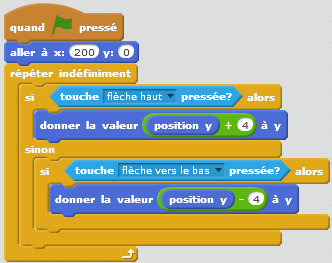 quand pressé
aller à x: 200 y: 0
répéter indéfiniment
si touche flèche haut pressée? alors
donner la valeur position y + 4 à y
sinon
si touche flèche vers le bas pressée? alors
donner la valeur position y - 4 à y